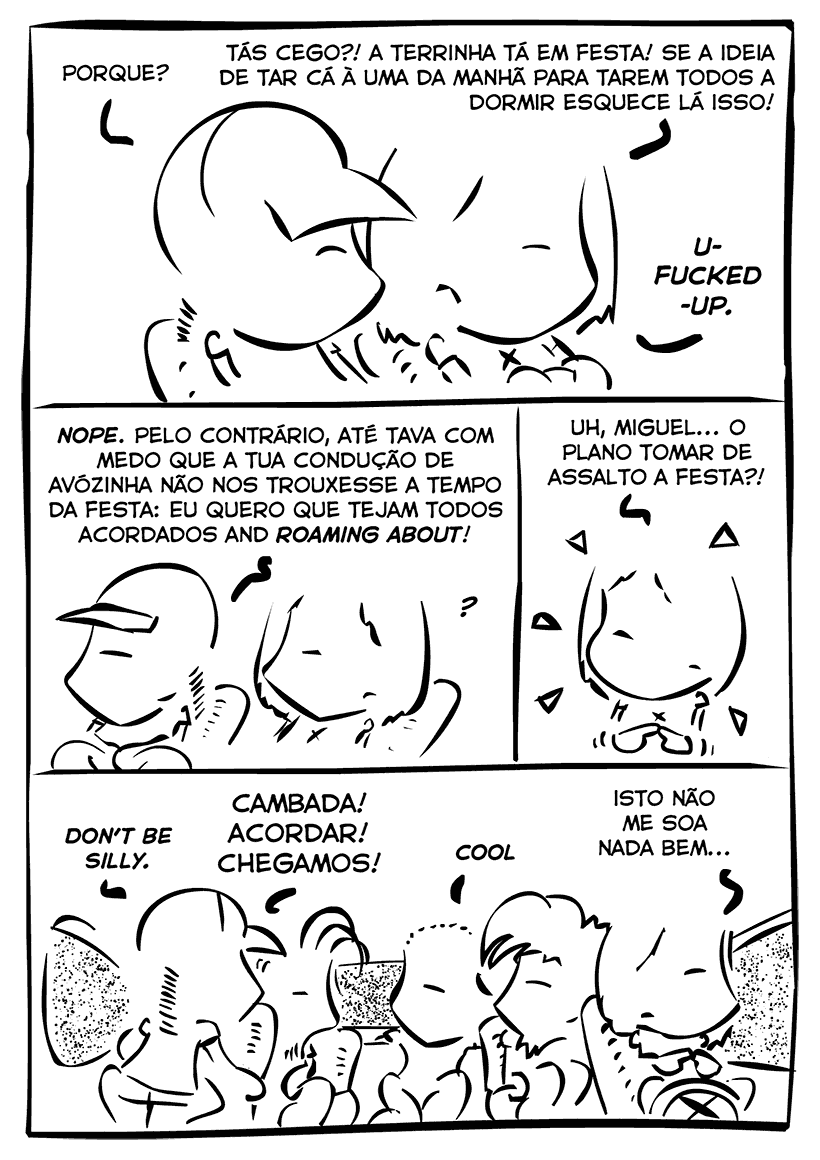 PORQUE?
TÁS CEGO?! A TERRINHA TÁ EM FESTA! SE A IDEIA
DE TAR CÁ À UMA DA MANHÃ PARA TAREM TODOS A
DORMIR ESQUECE LÁ ISSO!
U-
FUCKED
-UP.
NOPE. PELO CONTRÁRIO, ATÉ TAVA COM
MEDO QUE A TUA CONDUÇÃO DE
AVÓZINHA NÃO NOS TROUXESSE A TEMPO
DA FESTA: EU QUERO QUE TEJAM TODOS
ACORDADOS AND ROAMING ABOUT!
?
UH, MIGUEL... O
PLANO TOMAR DE
ASSALTO A FESTA?!
DON'T BE
SILLY.
CAMBADA!
ACORDAR!
CHEGAMOS!
COOL
ISTO NÃO
ME SOA
NADA BEM...